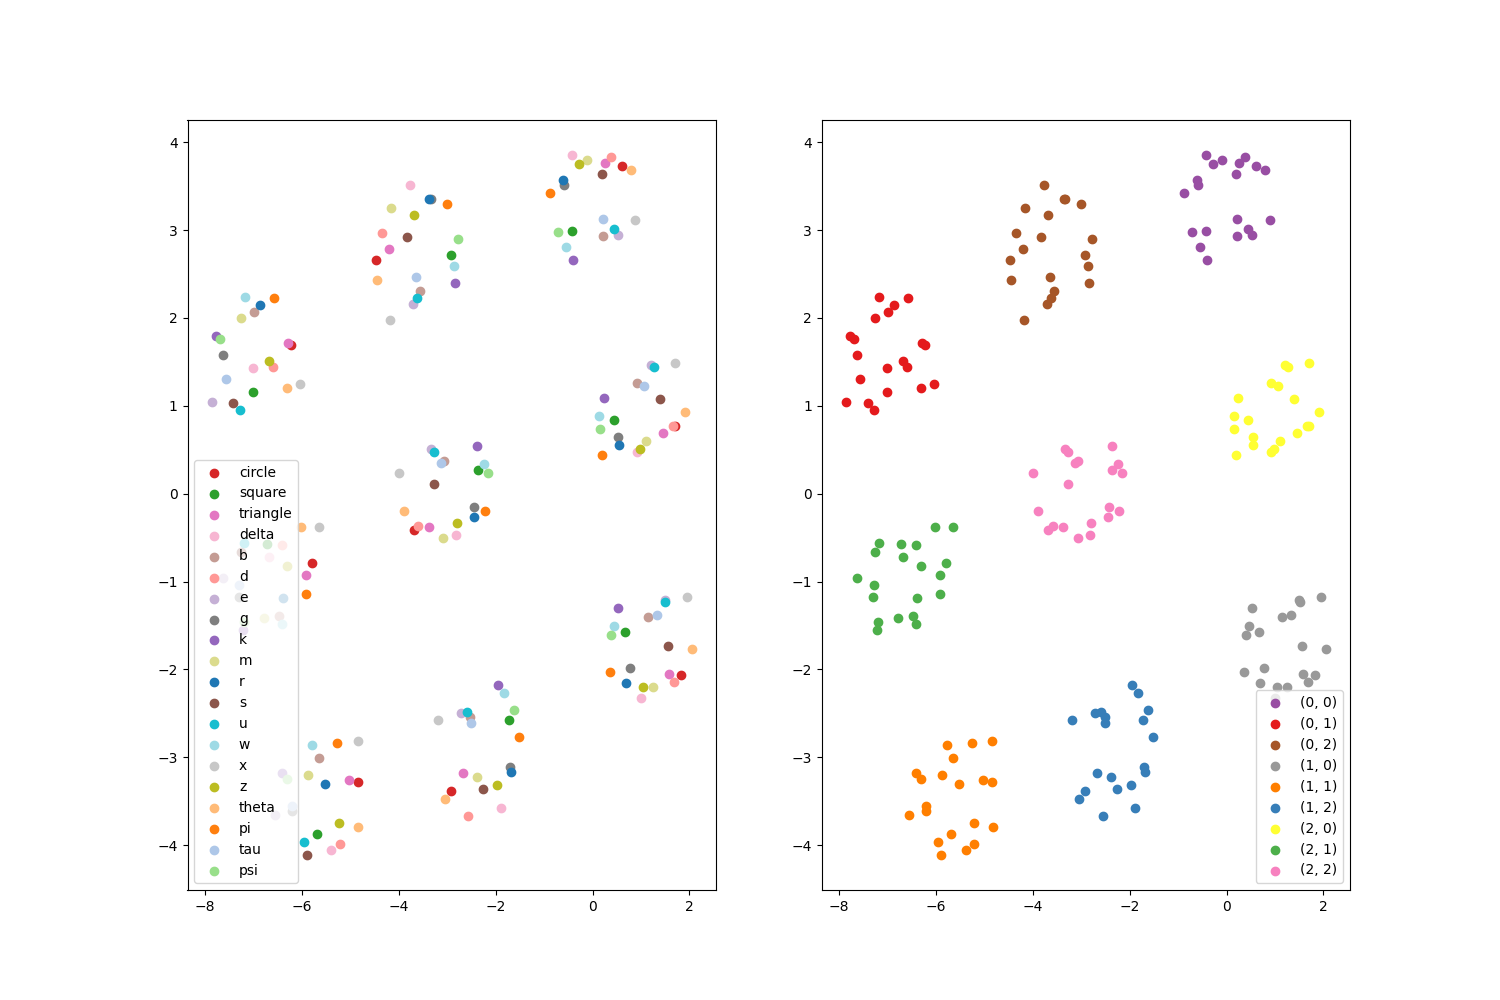 4
3
2
1
0
−1
−2
−3
−4
−8
−6
−4
−2
0
2
circle
square
triangle
delta
b
d
e
g
k
m
r
s
u
w
x
z
theta
pi
tau
psi
4
3
2
1
0
−1
−2
−3
−4
−8
−6
−4
−2
0
2
(0, 0)
(0, 1)
(0, 2)
(1, 0)
(1, 1)
(1, 2)
(2, 0)
(2, 1)
(2, 2)